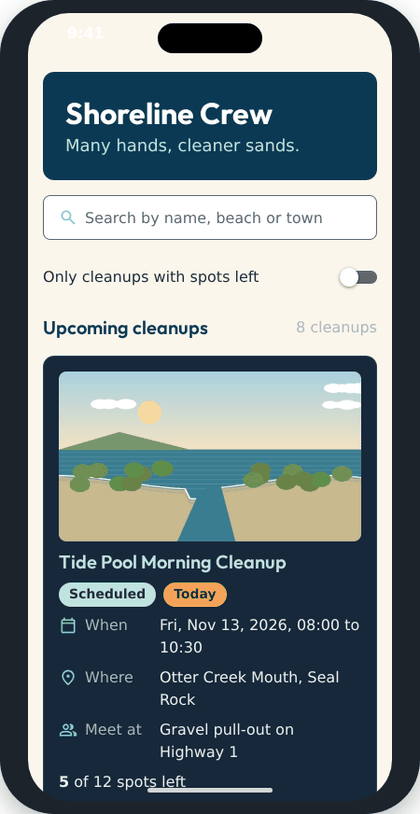 9:41
Shoreline Crew
Many hands, cleaner sands.
Search by name, beach or town
Only cleanups with spots left
Upcoming cleanups
8 cleanups
Tide Pool Morning Cleanup
Scheduled
Today
When
Fri, Nov 13, 2026, 08:00 to
10:30
Where
Otter Creek Mouth, Seal
Rock
Meet at
Gravel pull-out on
Highway 1
5 of 12 spots left